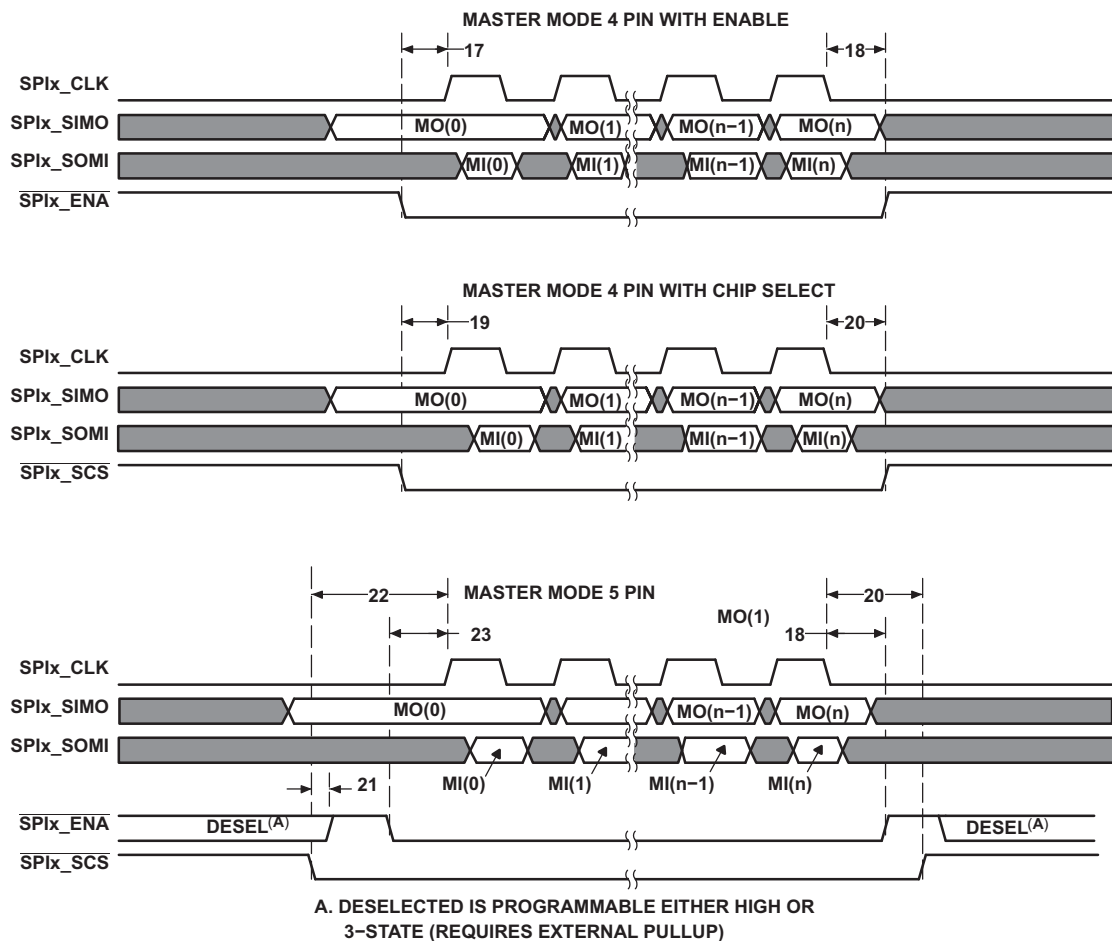 MASTER MODE 4 PIN WITH ENABLE
17
18
SPIx_CLK
SPIx_SIMO
MO(0)
MO(1)
MO(n−1)
MO(n)
SPIx_SOMI
MI(0)
MI(1)
MI(n−1)
MI(n)
SPIx_ENA
MASTER MODE 4 PIN WITH CHIP SELECT
19
20
SPIx_CLK
SPIx_SIMO
MO(0)
MO(1)
MO(n−1)
MO(n)
SPIx_SOMI
MI(0)
MI(1)
MI(n−1)
MI(n)
SPIx_SCS
22
MASTER MODE 5 PIN
20
MO(1)
23
18
SPIx_CLK
SPIx_SIMO
MO(0)
MO(n−1)
MO(n)
SPIx_SOMI
21
MI(0)
MI(1)
MI(n−1)
MI(n)
SPIx_ENA
DESEL(A)
DESEL(A)
SPIx_SCS
A. DESELECTED IS PROGRAMMABLE EITHER HIGH OR
3−STATE (REQUIRES EXTERNAL PULLUP)